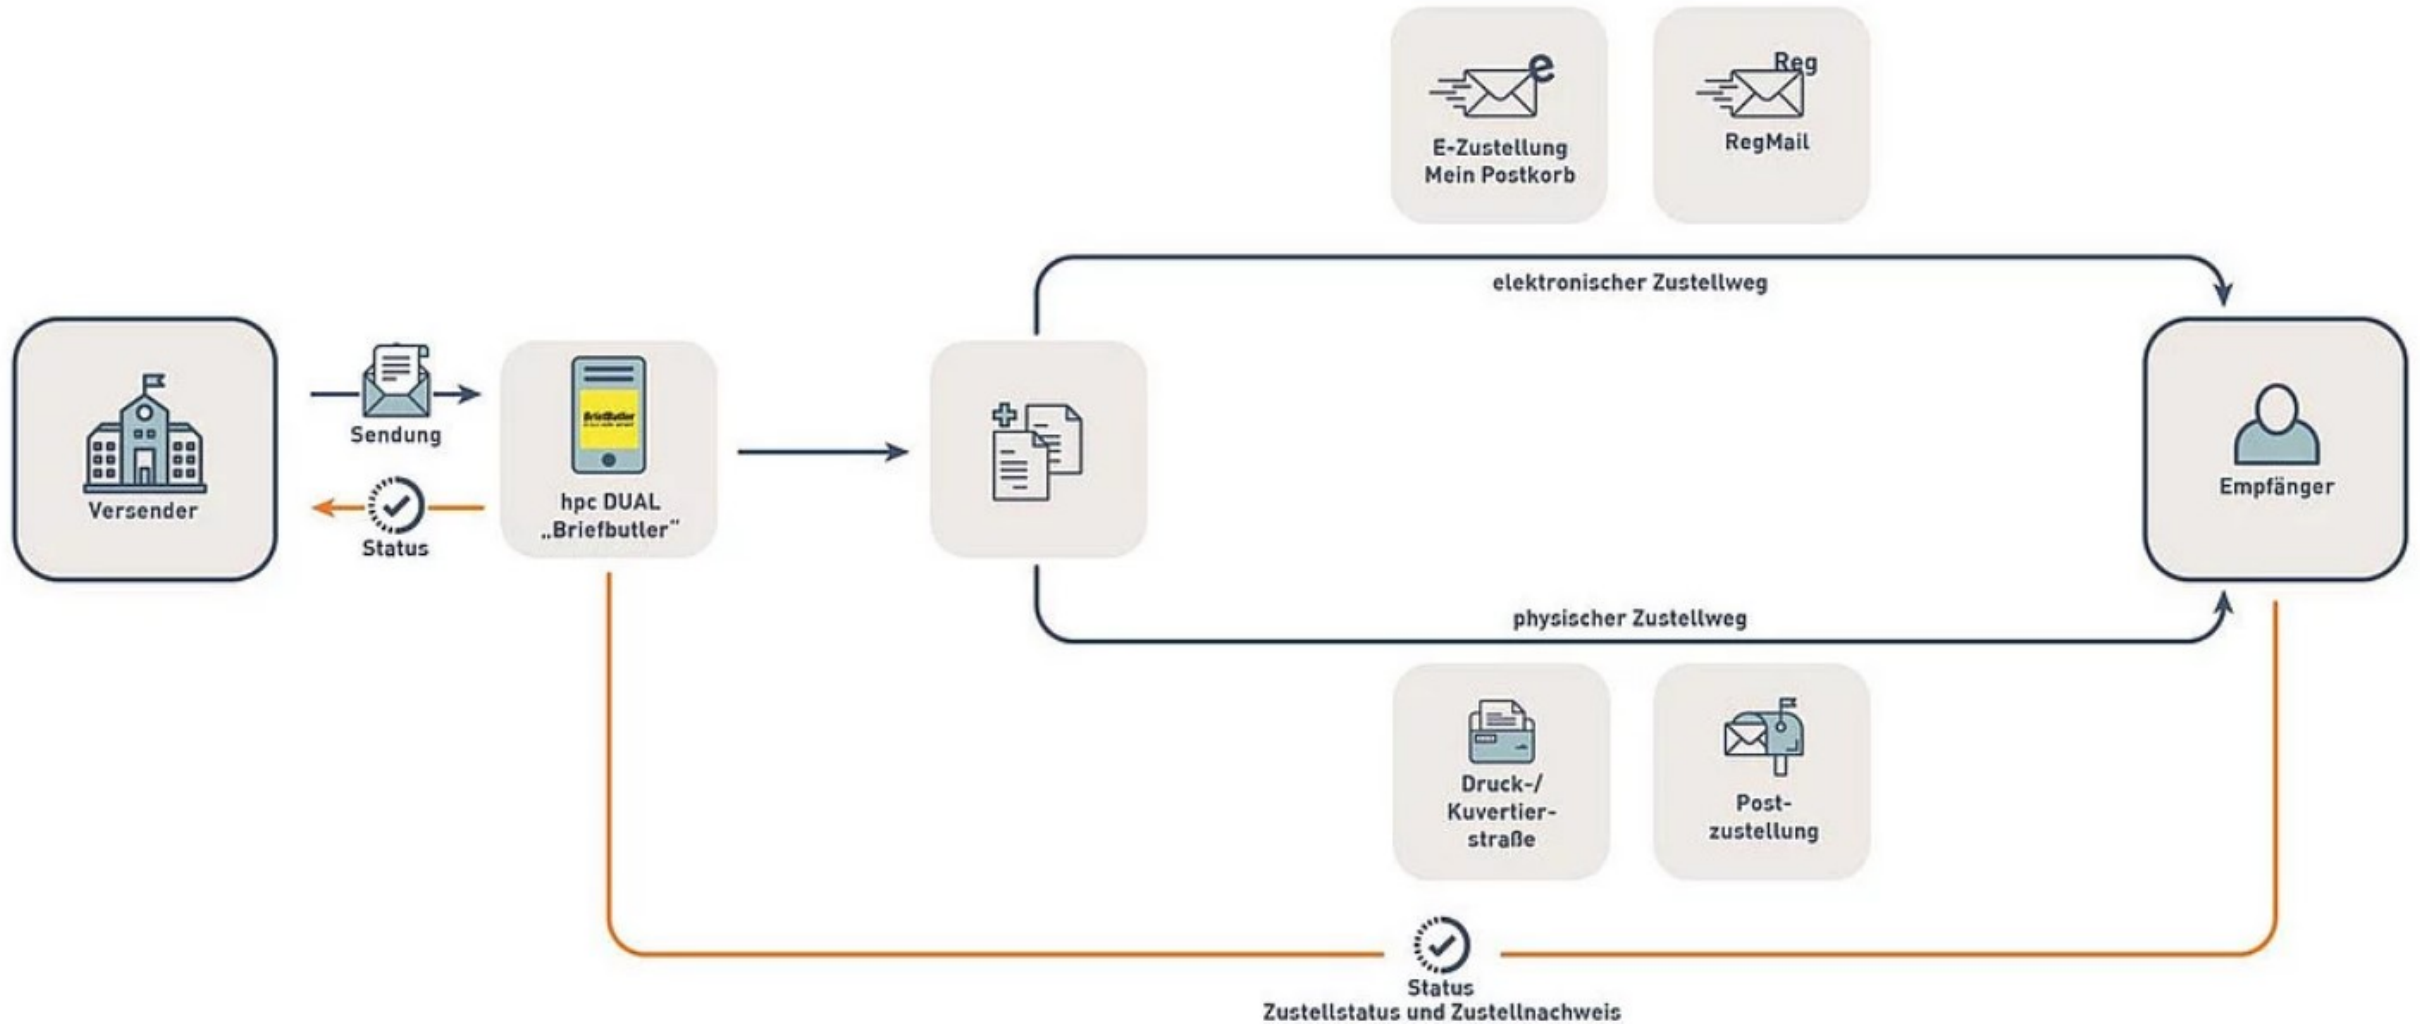 Reg
E-Zustellung
Mein Postkorb
RegMail
elektronischer Zustellweg
Versender
Sendung
Status
BriefButler
hpc DUAL
„Briefbutler“
Empfänger
physischer Zustellweg
Druck-/
Kuvertier-
straße
Post-
zustellung
Status
Zustellstatus und Zustellnachweis